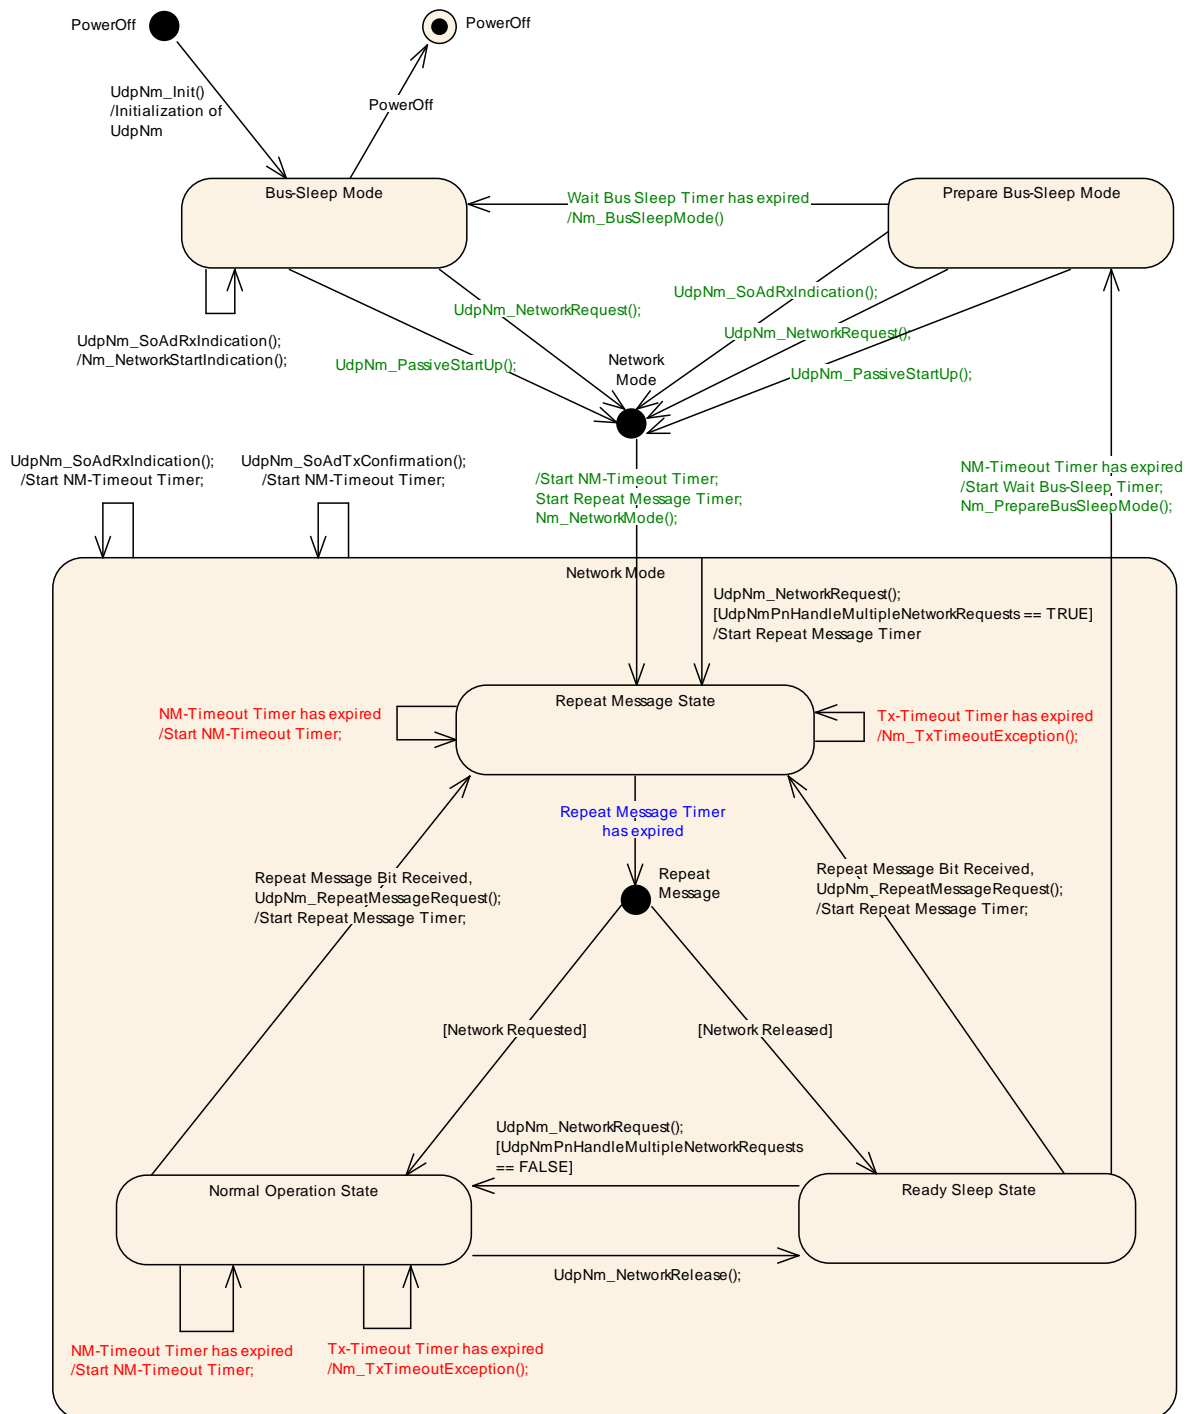 PowerOff
PowerOff
UdpNm_Init()
/Initialization of
UdpNm
PowerOff
Bus-Sleep Mode
Prepare Bus-Sleep Mode
Wait Bus Sleep Timer has expired
/Nm_BusSleepMode()
UdpNm_SoAdRxIndication();
/Nm_NetworkStartIndication();
UdpNm_NetworkRequest();
UdpNm_PassiveStartUp();
UdpNm_SoAdRxIndication();
UdpNm_NetworkRequest();
UdpNm_PassiveStartUp();
Network
Mode
UdpNm_SoAdRxIndication();
/Start NM-Timeout Timer;
UdpNm_SoAdTxConfirmation();
/Start NM-Timeout Timer;
/Start NM-Timeout Timer;
Start Repeat Message Timer;
Nm_NetworkMode();
NM-Timeout Timer has expired
/Start Wait Bus-Sleep Timer;
Nm_PrepareBusSleepMode();
Network Mode
UdpNm_NetworkRequest();
[UdpNmPnHandleMultipleNetworkRequests == TRUE]
/Start Repeat Message Timer
Repeat Message State
NM-Timeout Timer has expired
/Start NM-Timeout Timer;
Tx-Timeout Timer has expired
/Nm_TxTimeoutException();
Repeat Message Timer
has expired
Repeat
Message
Repeat Message Bit Received,
UdpNm_RepeatMessageRequest();
/Start Repeat Message Timer;
Repeat Message Bit Received,
UdpNm_RepeatMessageRequest();
/Start Repeat Message Timer;
[Network Requested]
[Network Released]
UdpNm_NetworkRequest();
[UdpNmPnHandleMultipleNetworkRequests
== FALSE]
Normal Operation State
Ready Sleep State
UdpNm_NetworkRelease();
NM-Timeout Timer has expired
/Start NM-Timeout Timer;
Tx-Timeout Timer has expired
/Nm_TxTimeoutException();